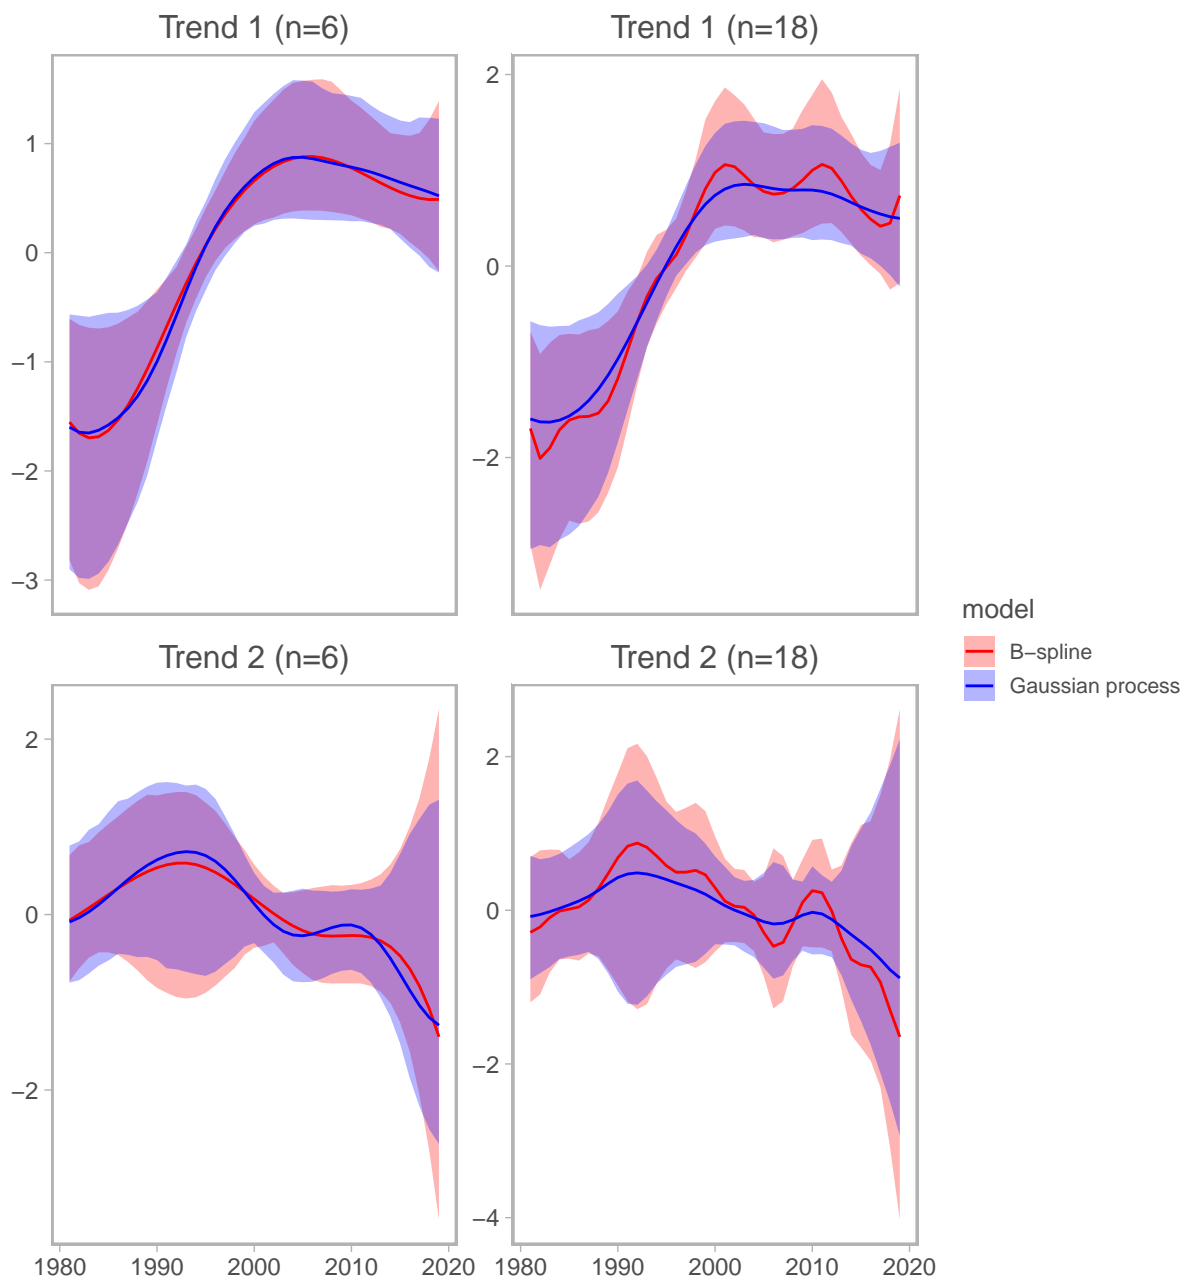 Trend 1 (n=6)
Trend 1 (n=18)
1
0
−1
−2
−3
2
0
−2
Trend 2 (n=6)
Trend 2 (n=18)
2
0
−2
2
0
−2
−4
1980 1990 2000 2010 2020
1980 1990 2000 2010 2020
model
B−spline
Gaussian process